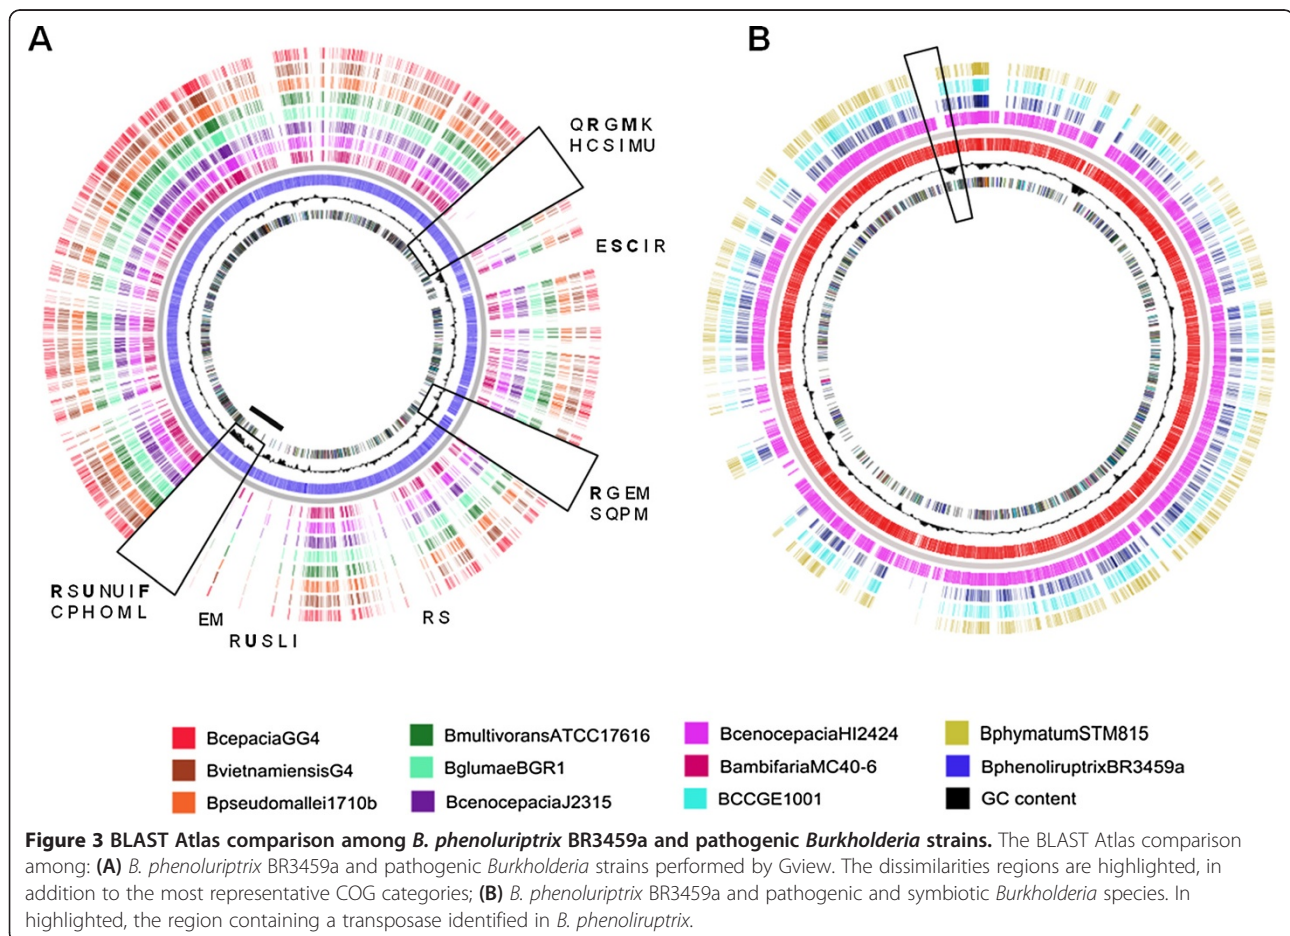 A
B
QRGMK
HCSIMU
ESCIR
RGEM
SQPM
RSUNUIF
CPHOML
EM
RUSLI
RS
BcepaciaGG4
BvietnamiensisG4
Bpseudomallei1710b
BmultivoransATCC17616
BglumaeBGR1
BcenocepaciaJ2315
BcenocepaciaHI2424
BambifariaMC40-6
BCCGE1001
BphymatumSTM815
BphenoliruptrixBR3459a
GC content
Figure 3 BLAST Atlas comparison among B. phenoluriptrix BR3459a and pathogenic Burkholderia strains. The BLAST Atlas comparison
among: (A) B. phenoluriptrix BR3459a and pathogenic Burkholderia strains performed by Gview. The dissimilarities regions are highlighted, in
addition to the most representative COG categories; (B) B. phenoluriptrix BR3459a and pathogenic and symbiotic Burkholderia species. In
highlighted, the region containing a transposase identified in B. phenoliruptrix.